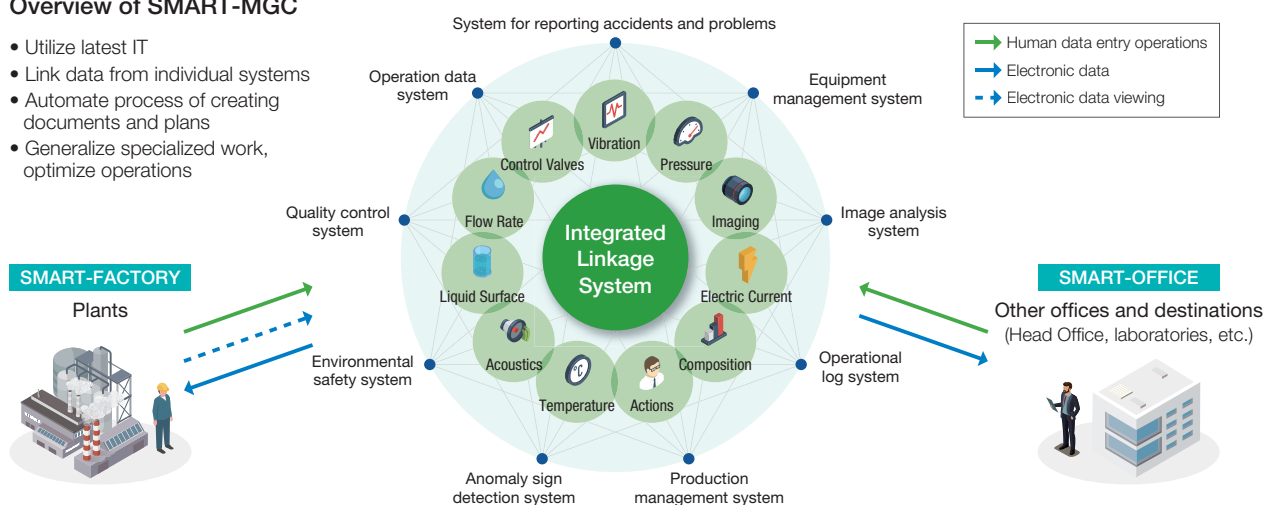 Overview of SMART-MGC
• Utilize latest IT
• Link data from individual systems
• Automate process of creating
documents and plans
• Generalize specialized work,
optimize operations
System for reporting accidents and problems
Operation data
system
Equipment
management system
Human data entry operations
Electronic data
Electronic data viewing
Vibration
Control Valves
Pressure
Flow Rate
Imaging
Quality control
system
Image analysis
system
Integrated
Linkage
System
Liquid Surface
Electric Current
SMART-FACTORY
Plants
SMART-OFFICE
Other offices and destinations
(Head Office, laboratories, etc.)
Environmental
safety system
Acoustics
Composition
Operational
log system
°C
Temperature
Actions
Anomaly sign
detection system
Production
management system